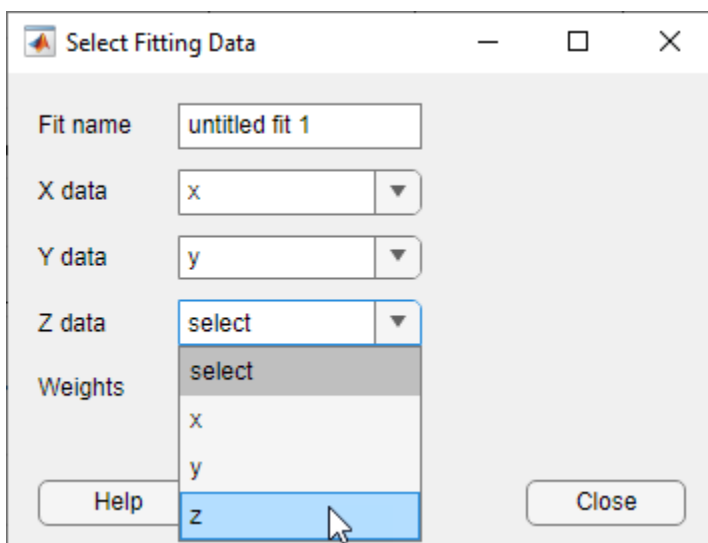 Select Fitting Data
Fit name untitled fit 1
X data x
Y data y
Z data select
select
Weights
x
y
z
Help Close